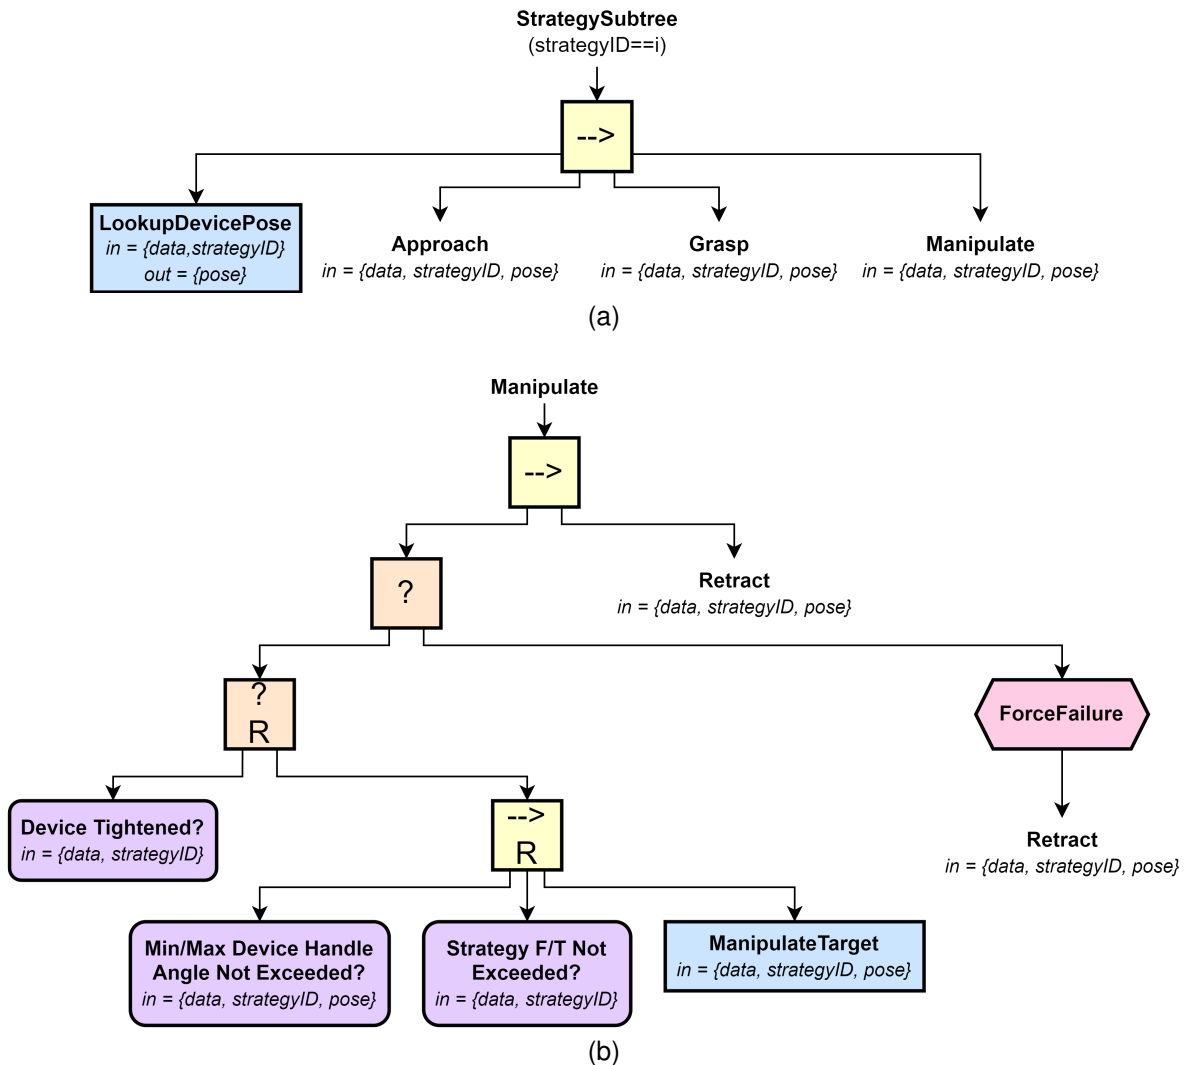 StrategySubtree
(strategyID==i)
-->
LookupDevicePose
in = {data,strategyID}
out = {pose}
Approach
in = {data, strategyID, pose}
Grasp
in = {data, strategyID, pose}
Manipulate
in = {data, strategyID, pose}
(a)
Manipulate
-->
?
Retract
in = {data, strategyID, pose}
?
R
ForceFailure
Device Tightened?
in = {data, strategyID}
-->
R
Retract
in = {data, strategyID, pose}
Min/Max Device Handle
Angle Not Exceeded?
in = {data, strategyID, pose}
Strategy F/T Not
Exceeded?
in = {data, strategyID}
ManipulateTarget
in = {data, strategyID, pose}
(b)